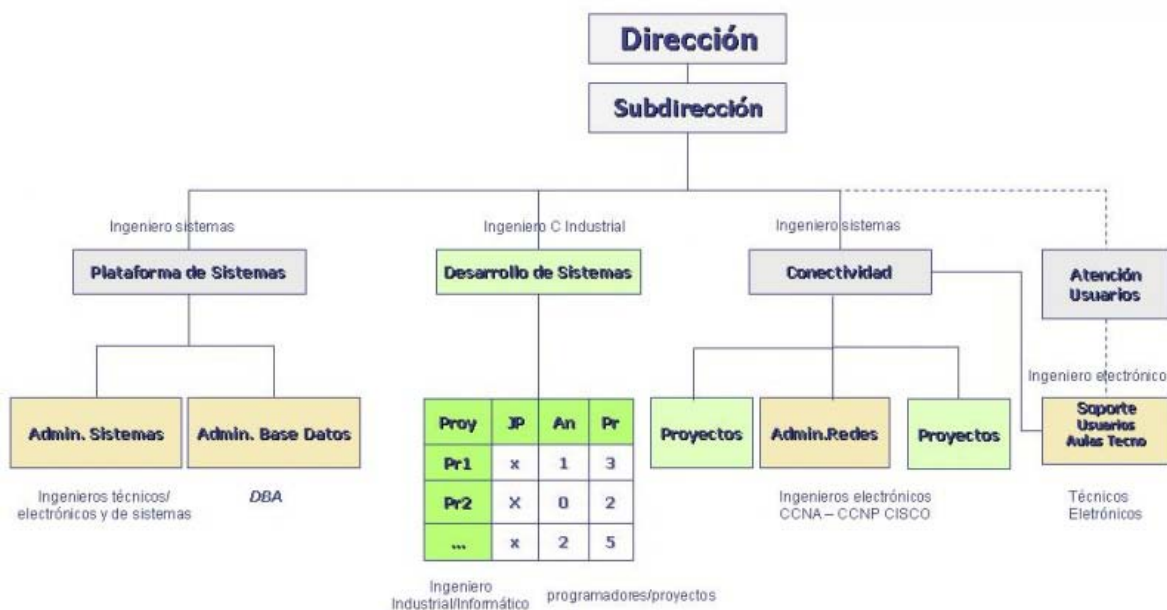 Dirección
Subdirección
Ingeniero sistemas
Ingeniero C Industrial
Ingeniero sistemas
Plataforma de Sistemas
Desarrollo de Sistemas
Conectividad
Atención
Usuarios
Ingeniero electrónico
Admin. Sistemas
Admin. Base Datos
Proy JP An Pr
Pr1 x 1 3
Pr2 X 0 2
... x 2 5
Proyectos
Admin.Redes
Proyectos
Soporte
Usuarios
Aulas Tecno
Ingenieros técnicos/
electrónicos y de sistemas
DBA
Ingenieros electrónicos
CCNA – CCNP CISCO
Técnicos
Eletrónicos
Ingeniero
Industrial/Informático
programadores/proyectos